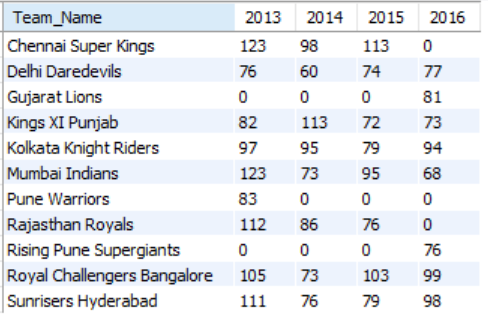 Team_Name 2013 2014 2015 2016
Chennai Super Kings 123 98 113 0
Delhi Daredevils 76 60 74 77
Gujarat Lions 0 0 0 81
Kings XI Punjab 82 113 72 73
Kolkata Knight Riders 97 95 79 94
Mumbai Indians 123 73 95 68
Pune Warriors 83 0 0 0
Rajasthan Royals 112 86 76 0
Rising Pune Supergiants 0 0 0 76
Royal Challengers Bangalore 105 73 103 99
Sunrisers Hyderabad 111 76 79 98